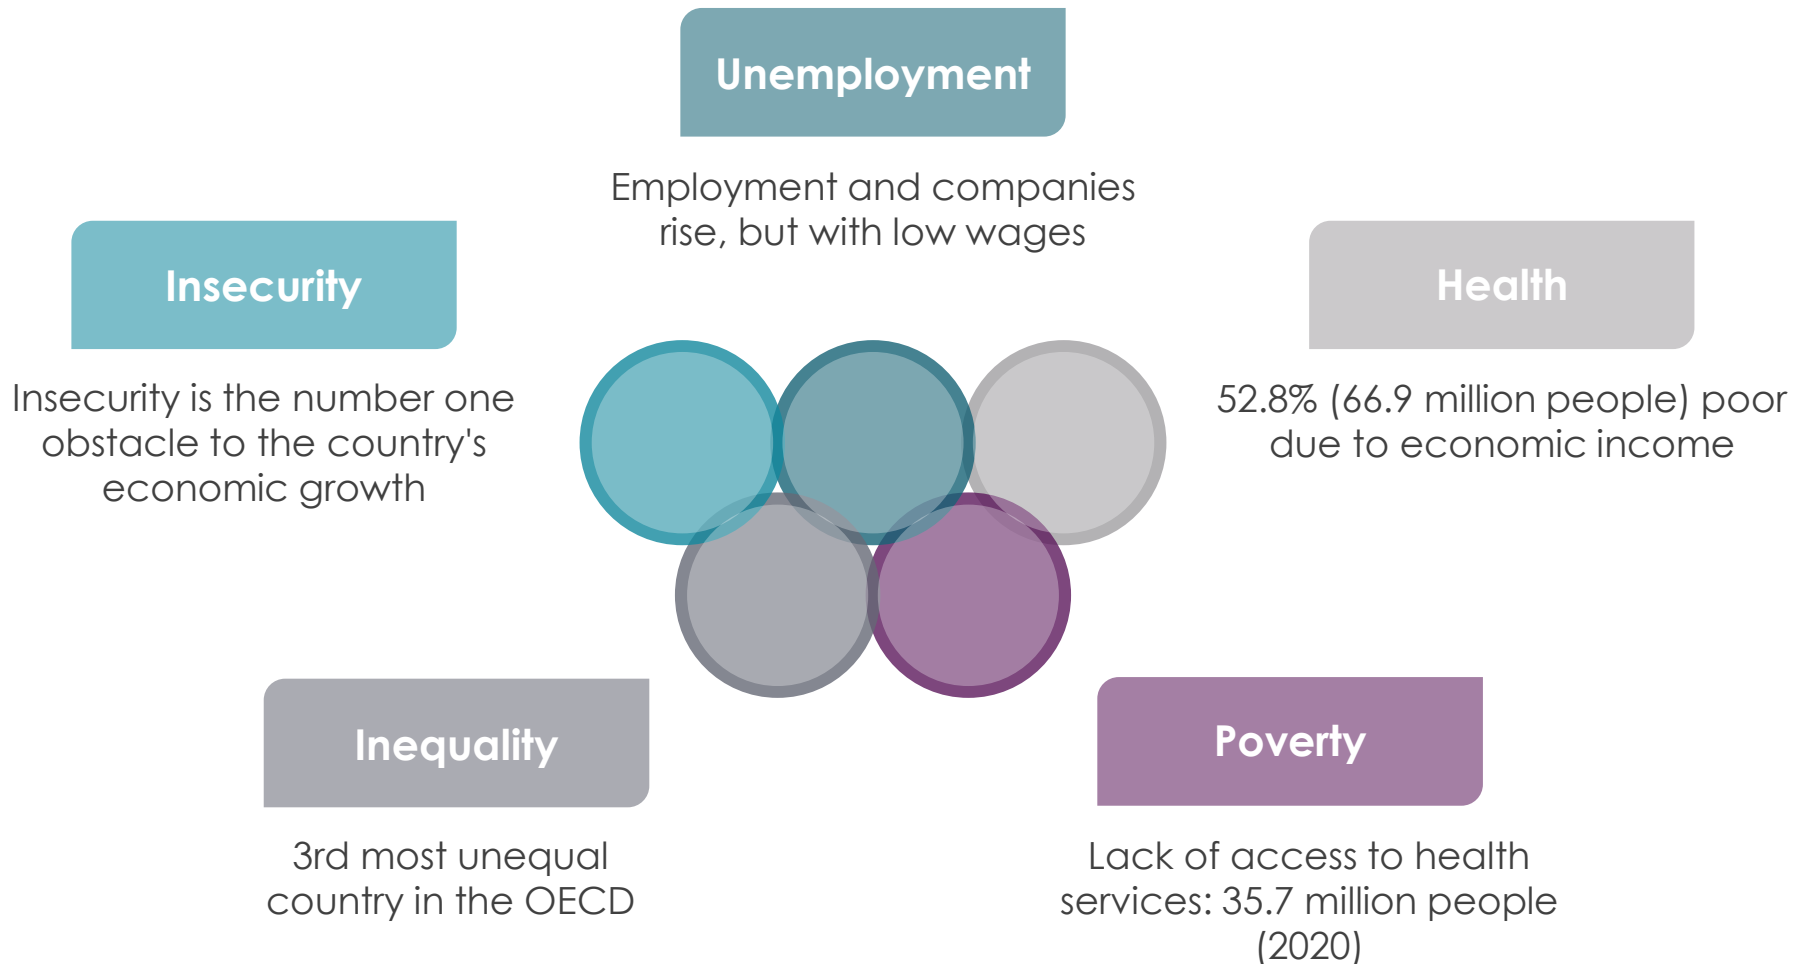 Unemployment
Employment and companies
rise, but with low wages
Insecurity
Insecurity is the number one
obstacle to the country's
economic growth
Health
52.8% (66.9 million people) poor
due to economic income
Inequality
3rd most unequal
country in the OECD
Poverty
Lack of access to health
services: 35.7 million people
(2020)